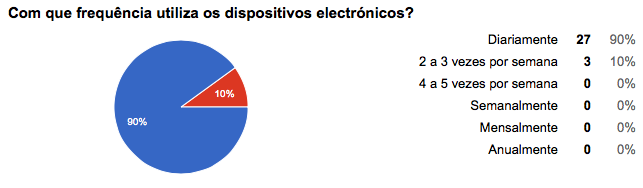 Com que frequência utiliza os dispositivos electrónicos?
90%
10%
Diariamente 27 90%
2 a 3 vezes por semana 3 10%
4 a 5 vezes por semana 0 0%
Semanalmente 0 0%
Mensalmente 0 0%
Anualmente 0 0%